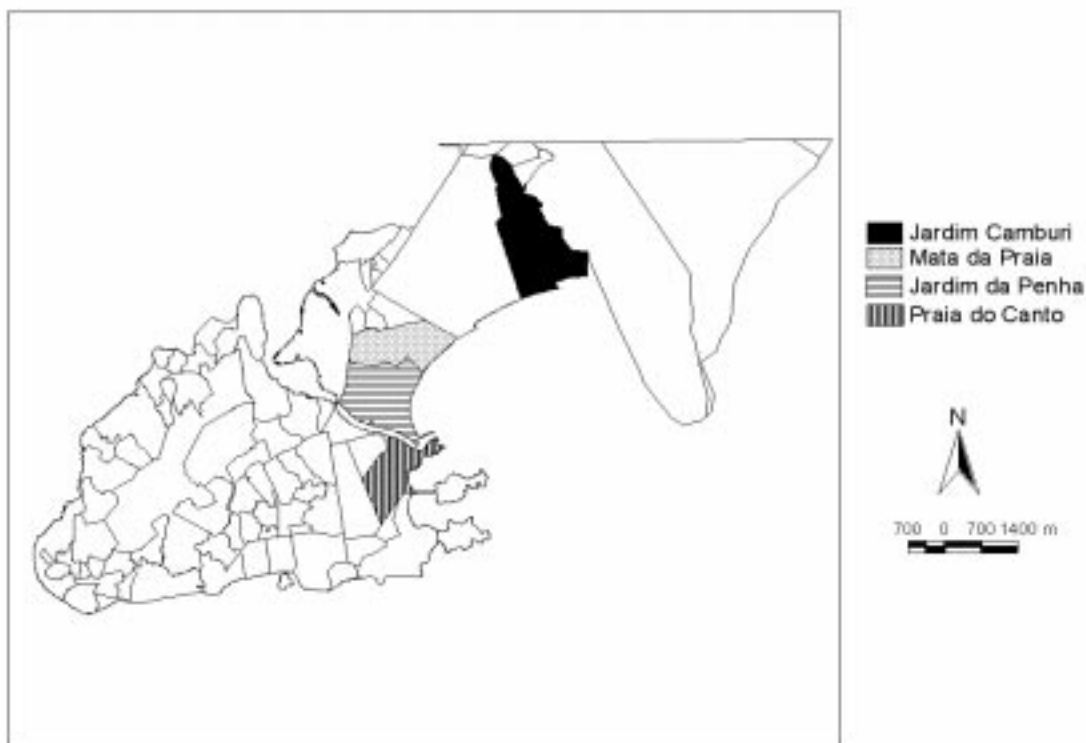 Jardim Camburi
Mata da Praia
Jardim da Penha
Praia do Canto
N
700 0 700 1400 m